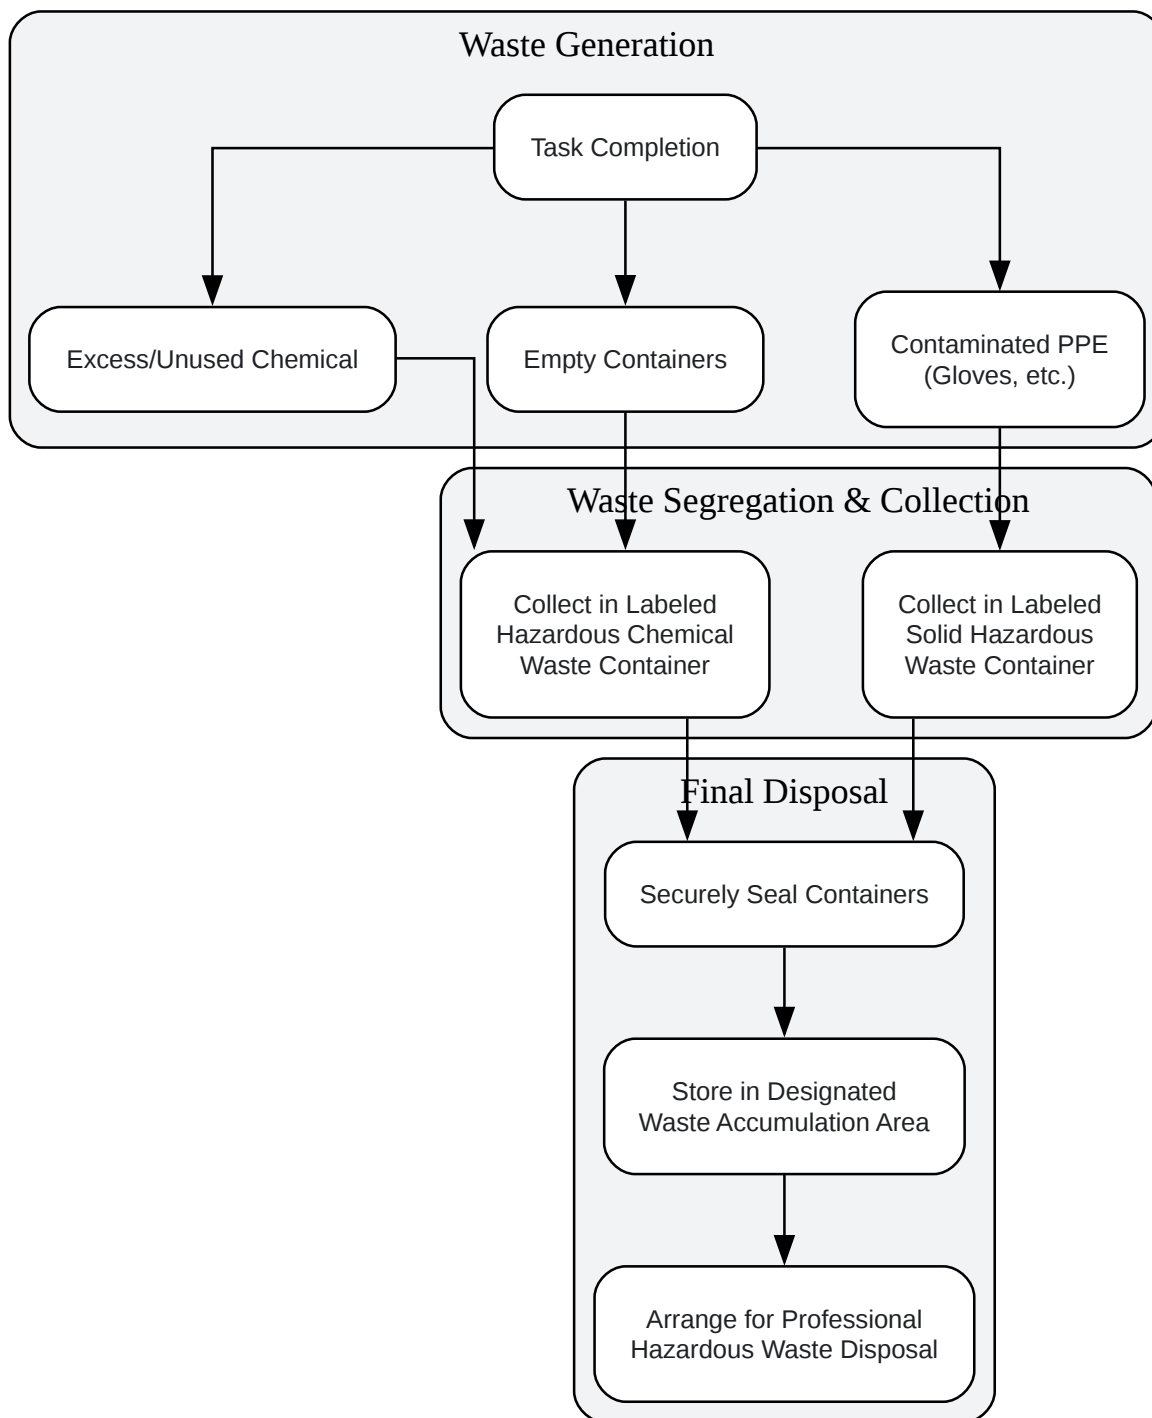 Waste Generation
Task Completion
Excess/Unused Chemical
Empty Containers
Contaminated PPE
(Gloves, etc.)
Waste Segregation & Collection
Collect in Labeled
Hazardous Chemical
Waste Container
Collect in Labeled
Solid Hazardous
Waste Container
Final Disposal
Securely Seal Containers
Store in Designated
Waste Accumulation Area
Arrange for Professional
Hazardous Waste Disposal